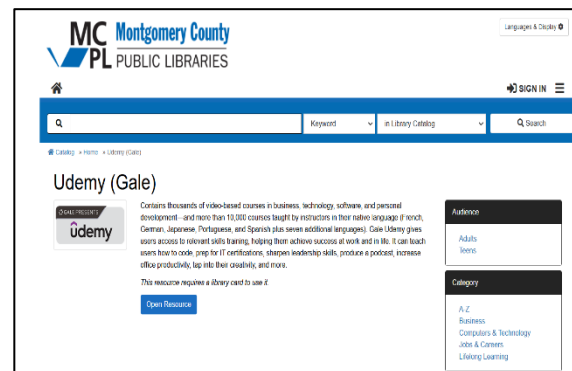 Languages & Display
MC Montgomery County
PL PUBLIC LIBRARIES
SIGN IN
Keyword
in Library Catalog
Search
Catalog » Home » Udemy (Gale)
Udemy (Gale)
GALE PRESENTS
ûdemy
Contains thousands of video-based courses in business, technology, software, and personal
development—and more than 10,000 courses taught by instructors in their native language (French,
German, Japanese, Portuguese, and Spanish plus seven additional languages). Gale Udemy gives
users access to relevant skills training, helping them achieve success at work and in life. It can teach
users how to code, prep for IT certifications, sharpen leadership skills, produce a podcast, increase
office productivity, tap into their creativity, and more.
This resource requires a library card to use it.
Open Resource
Audience
Adults
Teens
Category
A-Z
Business
Computers & Technology
Jobs & Careers
Lifelong Learning